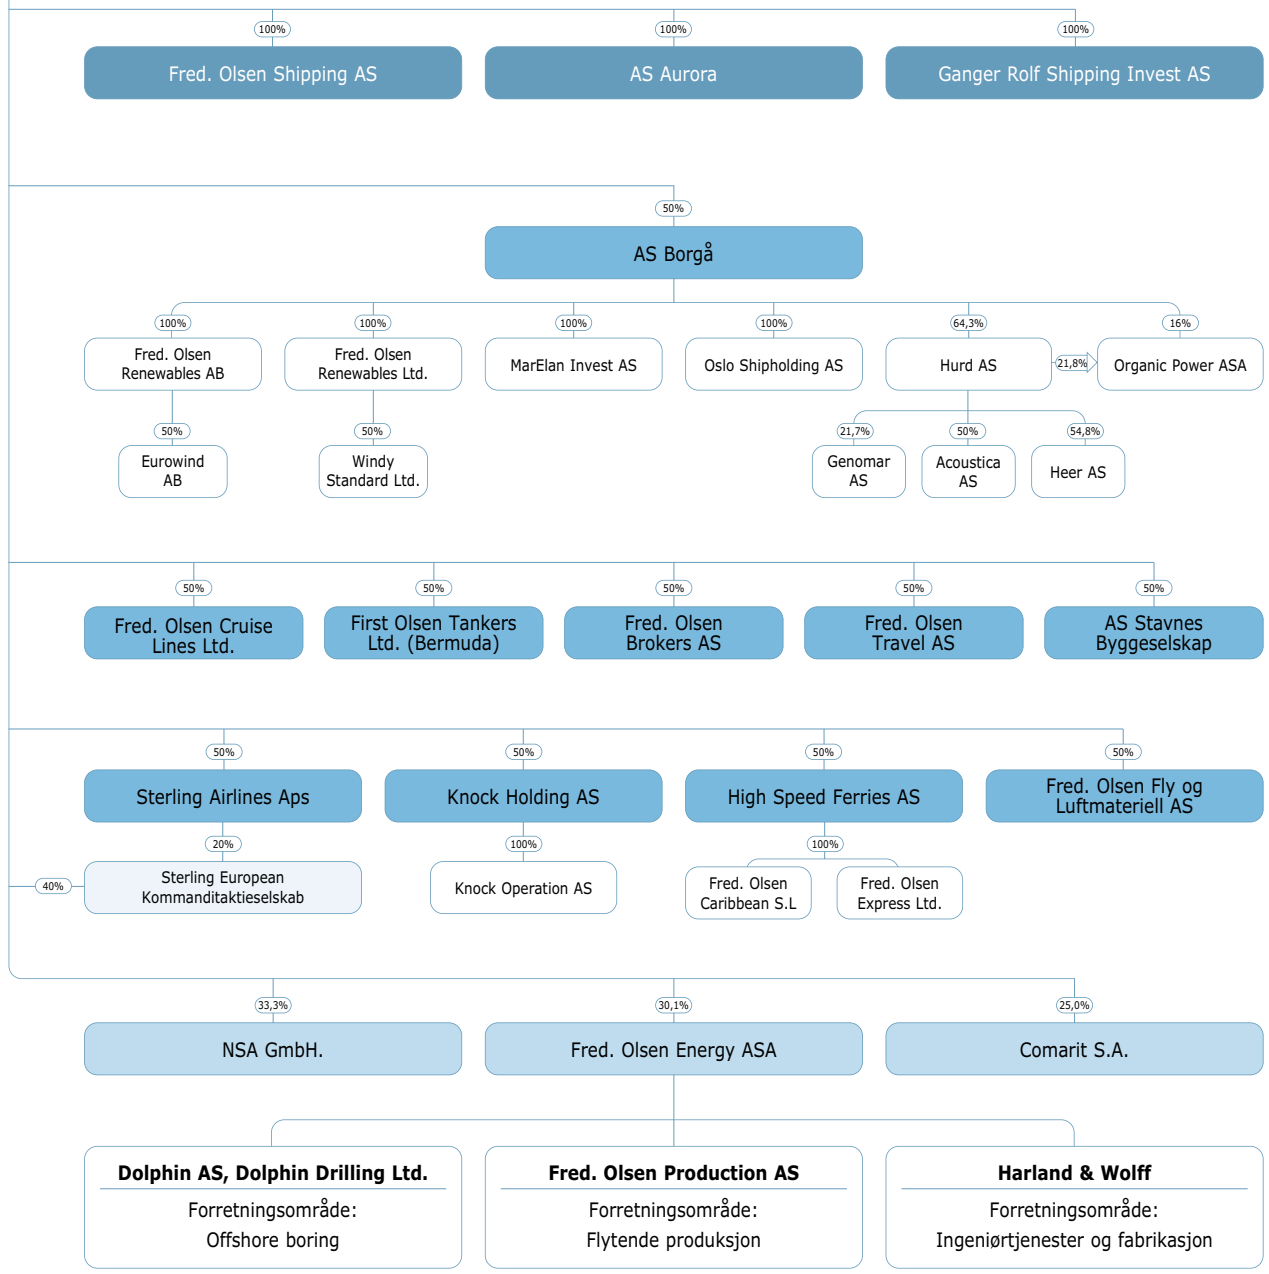 100%
100%
100%
Fred. Olsen Shipping AS
AS Aurora
Ganger Rolf Shipping Invest AS
50%
AS Borgå
100%
100%
100%
100%
64,3%
16%
Fred. Olsen
Renewables AB
Fred. Olsen
Renewables Ltd.
MarElan Invest AS
Oslo Shipholding AS
Hurd AS
21,8%
Organic Power ASA
50%
50%
21,7%
50%
54,8%
Eurowind
AB
Windy
Standard Ltd.
Genomar
AS
Acoustica
AS
Heer AS
50%
50%
50%
50%
50%
Fred. Olsen Cruise
Lines Ltd.
First Olsen Tankers
Ltd. (Bermuda)
Fred. Olsen
Brokers AS
Fred. Olsen
Travel AS
AS Stavnes
Byggeselskap
50%
50%
50%
50%
Sterling Airlines Aps
Knock Holding AS
High Speed Ferries AS
Fred. Olsen Fly og
Luftmateriell AS
20%
100%
100%
40%
Sterling European
Kommanditaktieselskab
Knock Operation AS
Fred. Olsen
Caribbean S.L
Fred. Olsen
Express Ltd.
33,3%
30,1%
25,0%
NSA GmbH.
Fred. Olsen Energy ASA
Comarit S.A.
Dolphin AS, Dolphin Drilling Ltd.
Forretningsområde:
Offshore boring
Fred. Olsen Production AS
Forretningsområde:
Flytende produksjon
Harland & Wolff
Forretningsområde:
Ingeniørtjenester og fabrikasjon